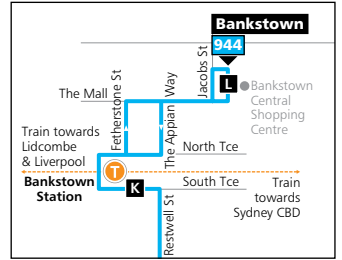 Bankstown
944
Jacobs St
L
Bankstown
Central
Shopping
Centre
The Mall
Fetherstone St
The Appian Way
Train towards
Lidcombe
& Liverpool
North Tce
T
Bankstown
Station
K
South Tce
Train
towards
Sydney CBD
Restwell St